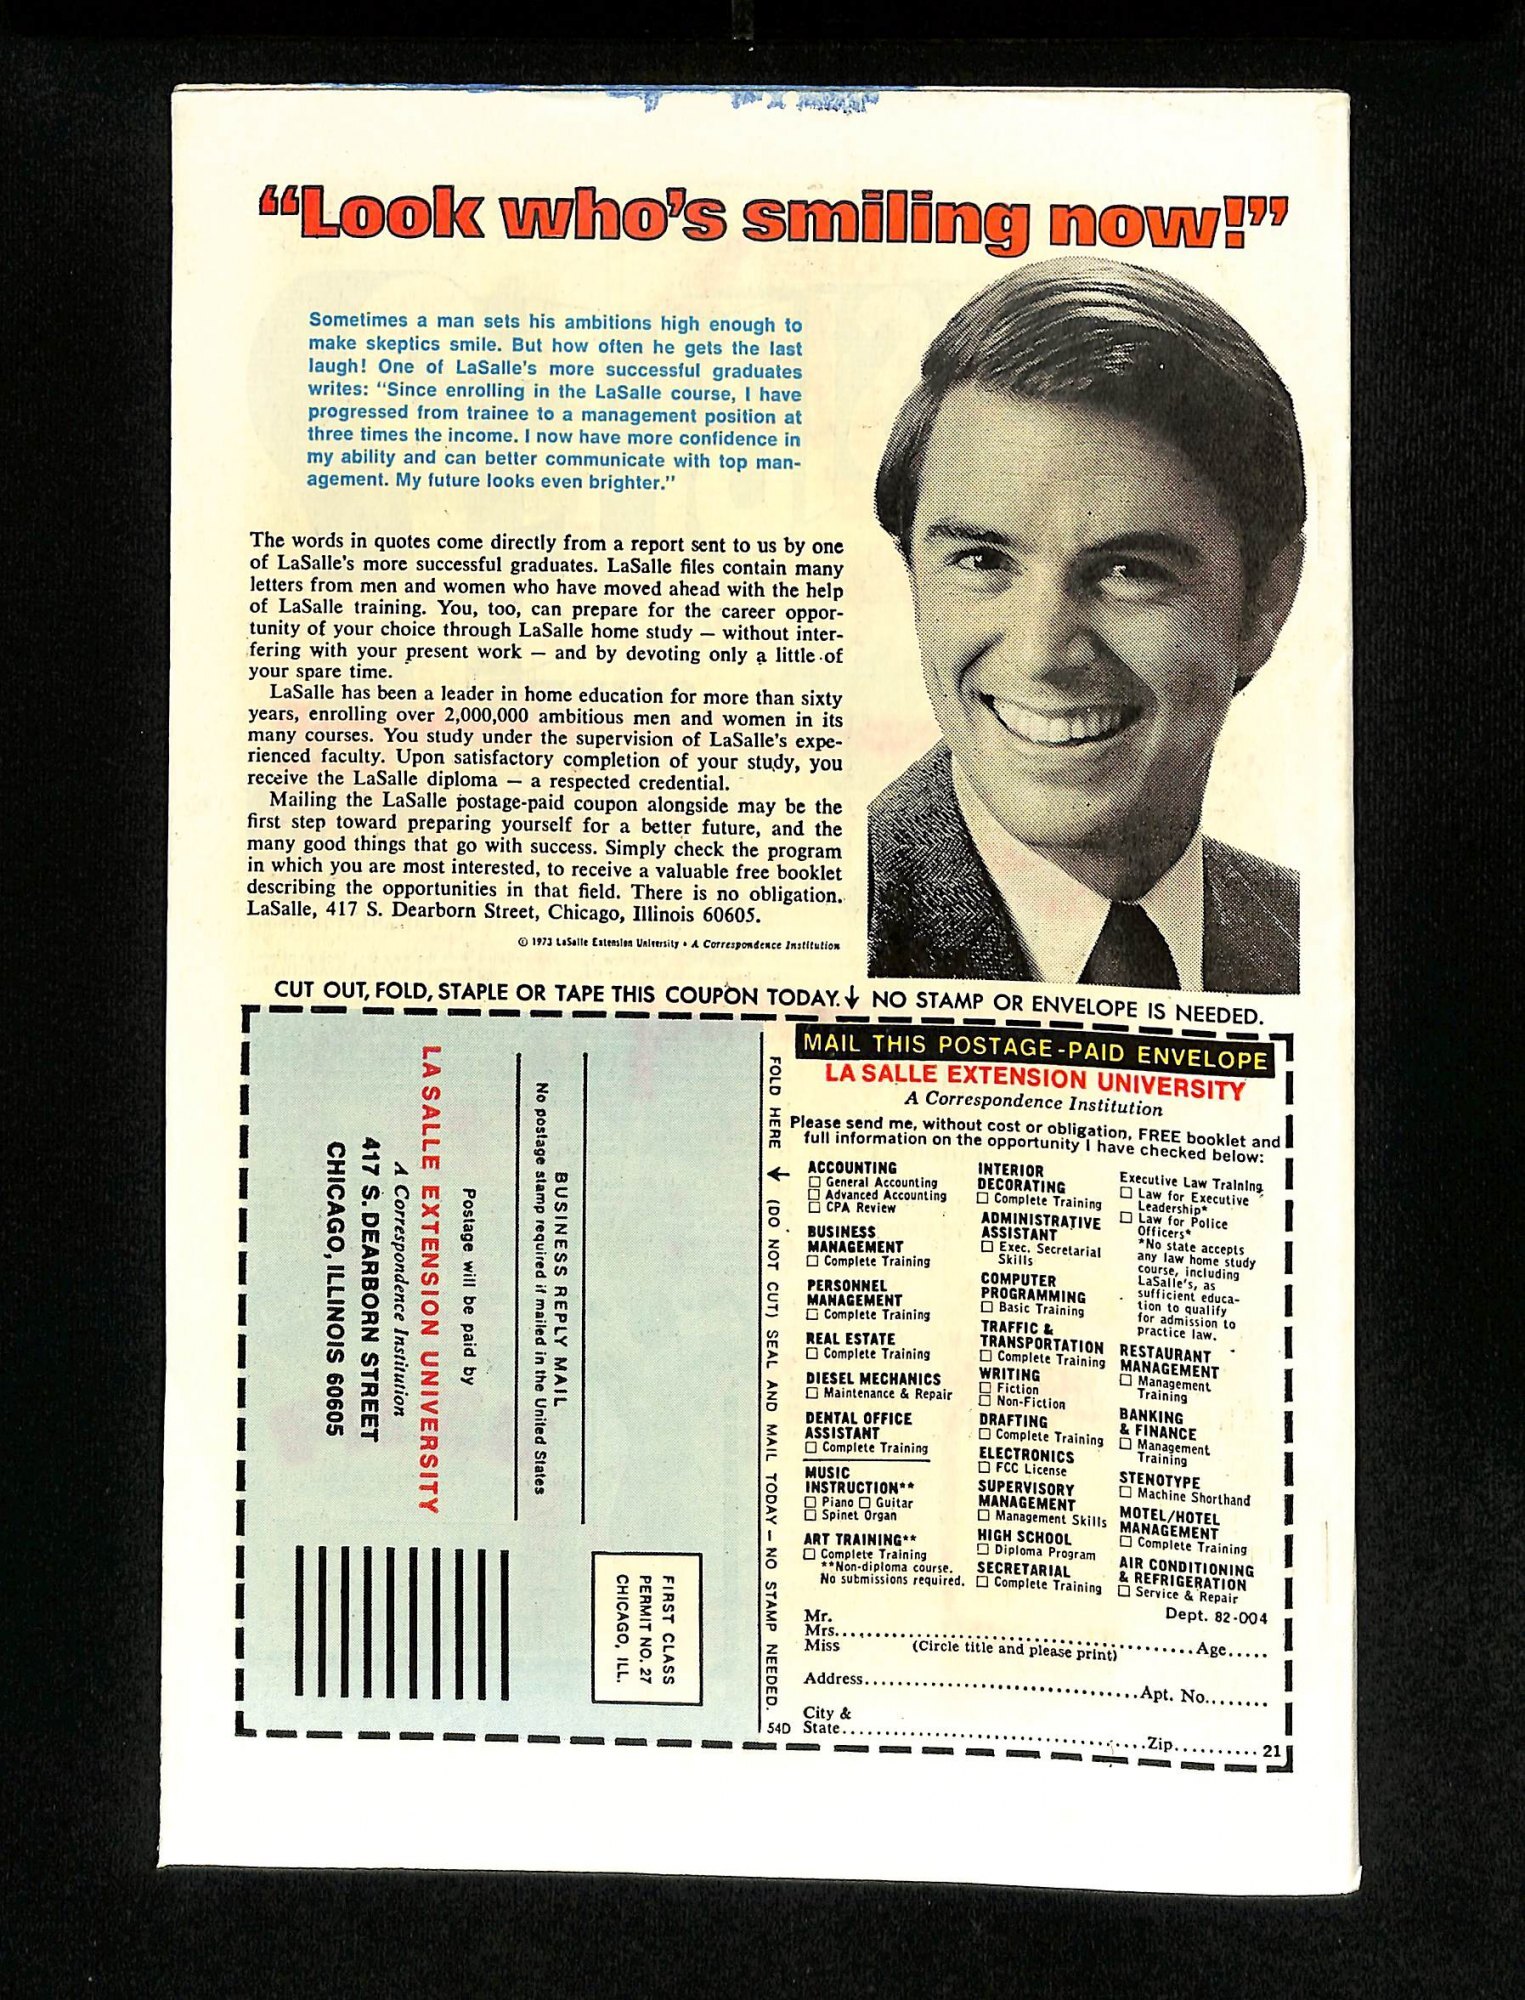 “Look who’s smiling now!”
Sometimes a man sets his ambitions high enough to
make skeptics smile. But how often he gets the last
laugh! One of LaSalle's more successful graduates
writes: "Since enrolling in the LaSalle course, I have
progressed from trainee to a management position at
three times the income. I now have more confidence in
my ability and can better communicate with top man-
agement. My future looks even brighter."
The words in quotes come directly from a report sent to us by one
of LaSalle's more successful graduates. LaSalle files contain many
letters from men and women who have moved ahead with the help
of LaSalle training. You, too, can prepare for the career oppor-
tunity of your choice through LaSalle home study — without inter-
fering with your present work — and by devoting only a little of
your spare time.
LaSalle has been a leader in home education for more than sixty
years, enrolling over 2,000,000 ambitious men and women in its
many courses. You study under the supervision of LaSalle's expe-
rienced faculty. Upon satisfactory completion of your study, you
receive the LaSalle diploma — a respected credential.
Mailing the LaSalle postage-paid coupon alongside may be the
first step toward preparing yourself for a better future, and the
many good things that go with success. Simply check the program
in which you are most interested, to receive a valuable free booklet
describing the opportunities in that field. There is no obligation.
LaSalle, 417 S. Dearborn Street, Chicago, Illinois 60605.
© 1973 LaSalle Extension University • A Correspondence Institution
CUT OUT, FOLD, STAPLE OR TAPE THIS COUPON TODAY.↓ NO STAMP OR ENVELOPE IS NEEDED.
FIRST CLASS
PERMIT NO. 27
CHICAGO, ILL.
BUSINESS REPLY MAIL
No postage stamp required if mailed in the United States
Postage will be paid by
LA SALLE EXTENSION UNIVERSITY
A Correspondence Institution
417 S. DEARBORN STREET
CHICAGO, ILLINOIS 60605
FOLD HERE ↓ (DO NOT CUT) SEAL AND MAIL TODAY – NO STAMP NEEDED.
54D
MAIL THIS POSTAGE-PAID ENVELOPE
LA SALLE EXTENSION UNIVERSITY
A Correspondence Institution
Please send me, without cost or obligation, FREE booklet and
full information on the opportunity I have checked below:
ACCOUNTING
☐ General Accounting
☐ Advanced Accounting
☐ CPA Review
BUSINESS
MANAGEMENT
☐ Complete Training
PERSONNEL
MANAGEMENT
☐ Complete Training
REAL ESTATE
☐ Complete Training
DIESEL MECHANICS
☐ Maintenance & Repair
DENTAL OFFICE
ASSISTANT
☐ Complete Training
MUSIC
INSTRUCTION**
☐ Piano ☐ Guitar
☐ Spinet Organ
ART TRAINING**
☐ Complete Training
**Non-diploma course.
No submissions required.
INTERIOR
DECORATING
☐ Complete Training
ADMINISTRATIVE
ASSISTANT
☐ Exec. Secretarial
Skills
COMPUTER
PROGRAMMING
☐ Basic Training
TRAFFIC &
TRANSPORTATION
☐ Complete Training
WRITING
☐ Fiction
☐ Non-Fiction
DRAFTING
☐ Complete Training
ELECTRONICS
☐ FCC License
SUPERVISORY
MANAGEMENT
☐ Management Skills
HIGH SCHOOL
☐ Diploma Program
SECRETARIAL
☐ Complete Training
Executive Law Training
☐ Law for Executive
Leadership*
☐ Law for Police
Officers*
*No state accepts
any law home study
course, including
LaSalle's, as
sufficient educa-
tion to qualify
for admission to
practice law.
RESTAURANT
MANAGEMENT
☐ Management
Training
BANKING
& FINANCE
☐ Management
Training
STENOTYPE
☐ Machine Shorthand
MOTEL/HOTEL
MANAGEMENT
☐ Complete Training
AIR CONDITIONING
& REFRIGERATION
☐ Service & Repair
Dept. 82-004
Mr.
Mrs. Age
Miss (Circle title and please print)
Address Apt. No.
City &
State Zip 21